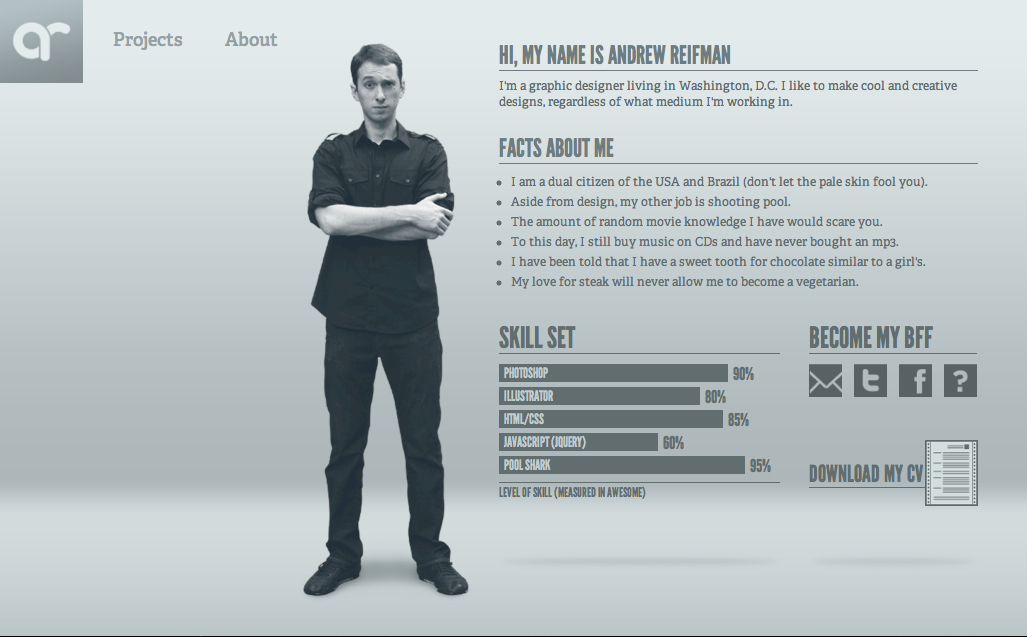 ar
Projects About
HI, MY NAME IS ANDREW REIFMAN
I'm a graphic designer living in Washington, D.C. I like to make cool and creative
designs, regardless of what medium I'm working in.
FACTS ABOUT ME
I am a dual citizen of the USA and Brazil (don't let the pale skin fool you).
Aside from design, my other job is shooting pool.
The amount of random movie knowledge I have would scare you.
To this day, I still buy music on CDs and have never bought an mp3.
I have been told that I have a sweet tooth for chocolate similar to a girl's.
My love for steak will never allow me to become a vegetarian.
SKILL SET
PHOTOSHOP 90%
ILLUSTRATOR 80%
HTML/CSS 85%
JAVASCRIPT (JQUERY) 60%
POOL SHARK 95%
LEVEL OF SKILL (MEASURED IN AWESOME)
BECOME MY BFF
t f ?
DOWNLOAD MY CV